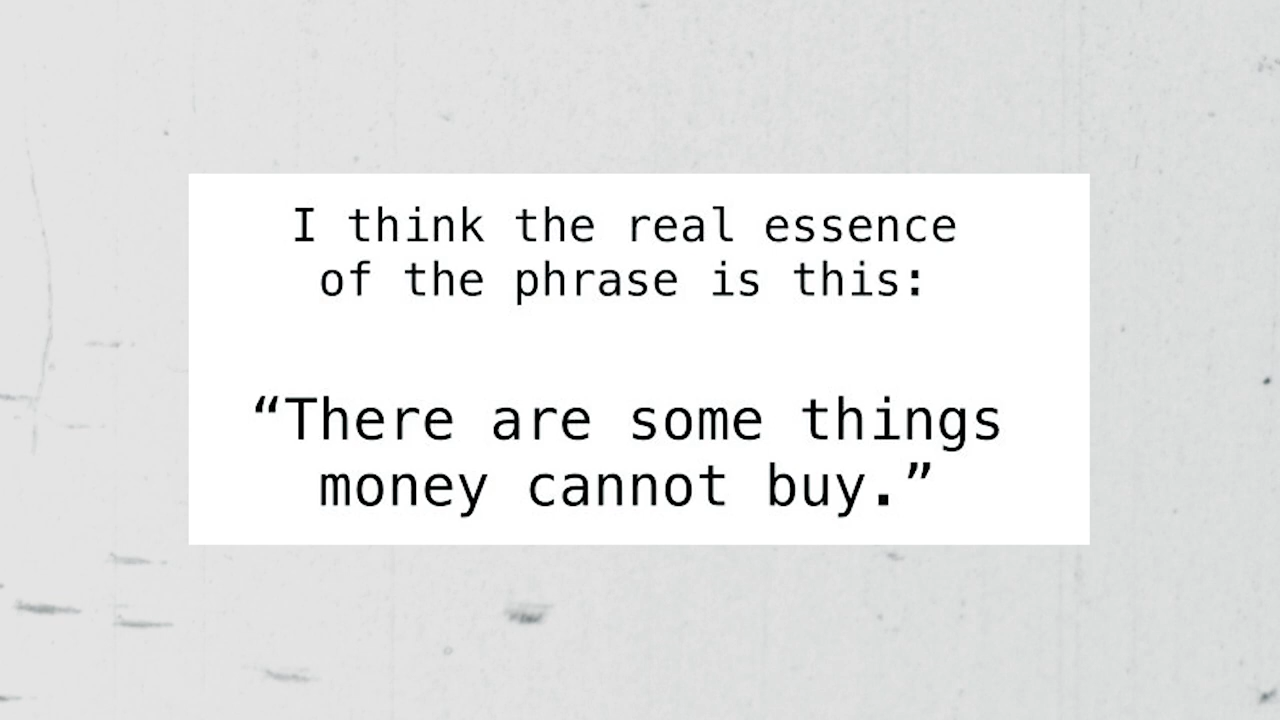 I think the real essence
of the phrase is this:
“There are some things
money cannot buy.”